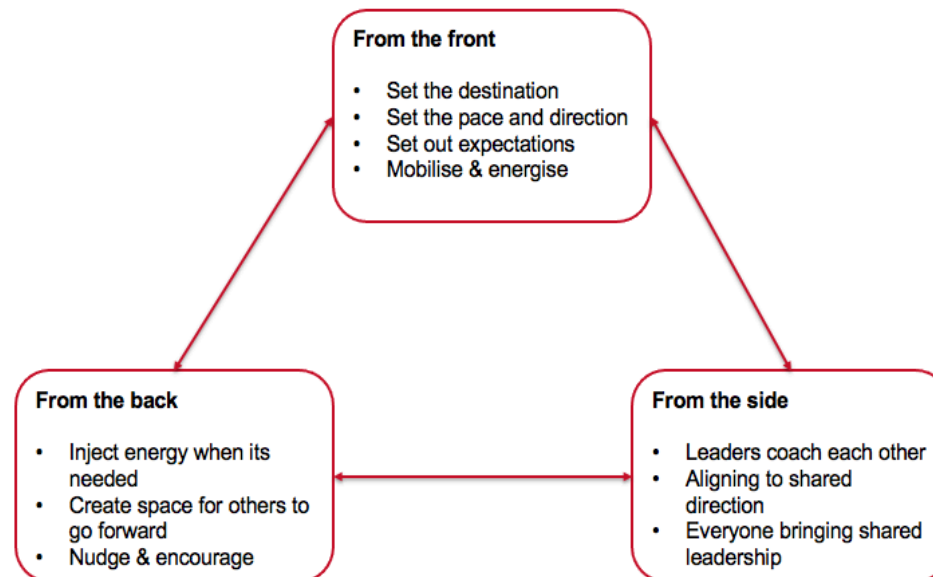 From the front
• Set the destination
• Set the pace and direction
• Set out expectations
• Mobilise & energise
From the back
• Inject energy when its
needed
• Create space for others to
go forward
• Nudge & encourage
From the side
• Leaders coach each other
• Aligning to shared
direction
• Everyone bringing shared
leadership